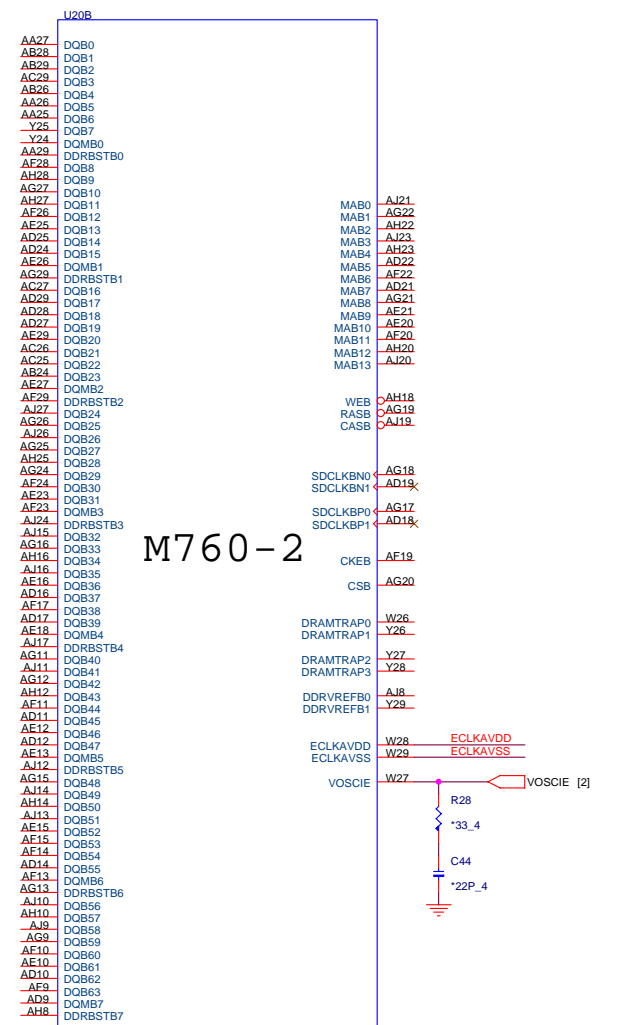 U20B
AA27 DQB0
AB28 DQB1
AB29 DQB2
AC29 DQB3
AB26 DQB4
AA26 DQB5
AA25 DQB6
Y25 DQB7
Y24 DQMB0
AA29 DDRBSTB0
AF28 DQB8
AH28 DQB9
AG27 DQB10
AH27 DQB11
AF26 DQB12
AE25 DQB13
AD25 DQB14
AD24 DQB15
AE26 DQMB1
AG29 DDRBSTB1
AC27 DQB16
AD29 DQB17
AD28 DQB18
AD27 DQB19
AE29 DQB20
AC26 DQB21
AC25 DQB22
AB24 DQB23
AE27 DQMB2
AF29 DDRBSTB2
AJ27 DQB24
AG26 DQB25
AJ26 DQB26
AG25 DQB27
AH25 DQB28
AG24 DQB29
AF24 DQB30
AE23 DQB31
AF23 DQMB3
AJ24 DDRBSTB3
AJ15 DQB32
AG16 DQB33
AH16 DQB34
AJ16 DQB35
AE16 DQB36
AD16 DQB37
AF17 DQB38
AD17 DQB39
AE18 DQMB4
AJ17 DDRBSTB4
AG11 DQB40
AJ11 DQB41
AG12 DQB42
AH12 DQB43
AF11 DQB44
AD11 DQB45
AE12 DQB46
AD12 DQB47
AE13 DQMB5
AJ12 DDRBSTB5
AG15 DQB48
AJ14 DQB49
AH14 DQB50
AJ13 DQB51
AE15 DQB52
AF15 DQB53
AF14 DQB54
AD14 DQB55
AF13 DQMB6
AG13 DDRBSTB6
AJ10 DQB56
AH10 DQB57
AJ9 DQB58
AG9 DQB59
AF10 DQB60
AE10 DQB61
AD10 DQB62
AF9 DQB63
AD9 DQMB7
AH8 DDRBSTB7
M760-2
MAB0 AJ21
MAB1 AG22
MAB2 AH22
MAB3 AJ23
MAB4 AH23
MAB5 AD22
MAB6 AF22
MAB7 AD21
MAB8 AG21
MAB9 AE21
MAB10 AE20
MAB11 AF20
MAB12 AH20
MAB13 AJ20
WEB AH18
RASB AG19
CASB AJ19
SDCLKBN0 AG18
SDCLKBN1 AD19
SDCLKBP0 AG17
SDCLKBP1 AD18
CKEB AF19
CSB AG20
DRAMTRAP0 W26
DRAMTRAP1 Y26
DRAMTRAP2 Y27
DRAMTRAP3 Y28
DDRVREFB0 AJ8
DDRVREFB1 Y29
ECLKAVDD W28 ECLKAVDD
ECLKAVSS W29 ECLKAVSS
VOSCIE W27 VOSCIE [2]
R28
*33_4
C44
*22P_4